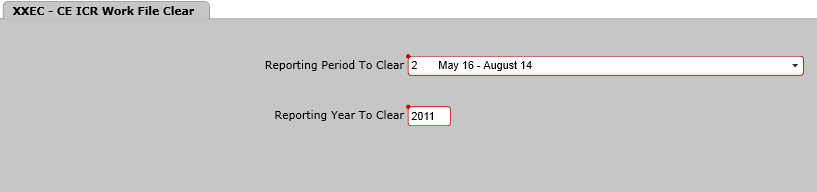 XXEC - CE ICR Work File Clear
Reporting Period To Clear 2 May 16 - August 14
Reporting Year To Clear 2011